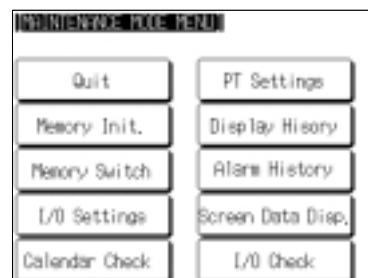 [MAINTENANCE MODE MENU]
Quit
PT Settings
Memory Init.
Display Hisory
Memory Switch
Alarm History
I/O Settings
Screen Data Disp.
Calendar Check
I/O Check